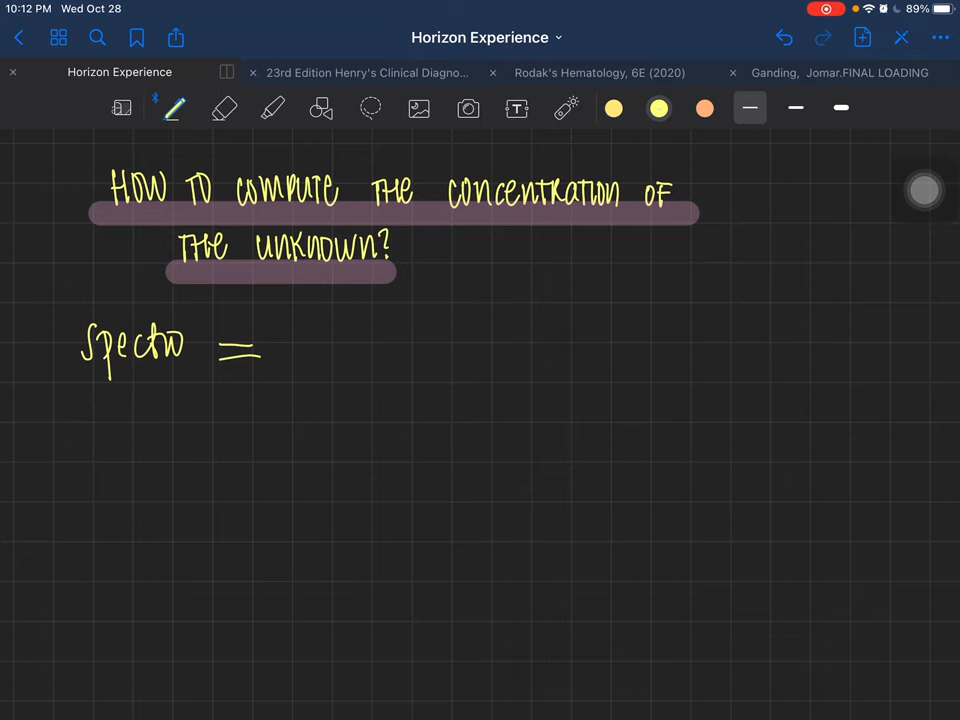 10:12 PM Wed Oct 28
89%
Horizon Experience
Horizon Experience
23rd Edition Henry's Clinical Diagno...
Rodak's Hematology, 6E (2020)
Ganding, Jomar.FINAL LOADING
HOW TO COMPUTE THE CONCENTRATION OF
THE UNKNOWN?
Spectro =